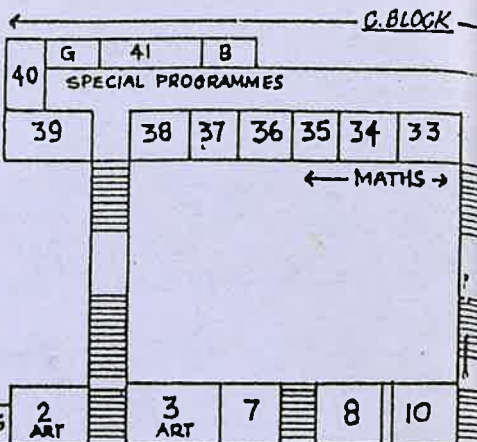 C.BLOCK
G 41 B
40 SPECIAL PROGRAMMES
39 38 37 36 35 34 33
← MATHS →
2 3 7 8 10
ART ART